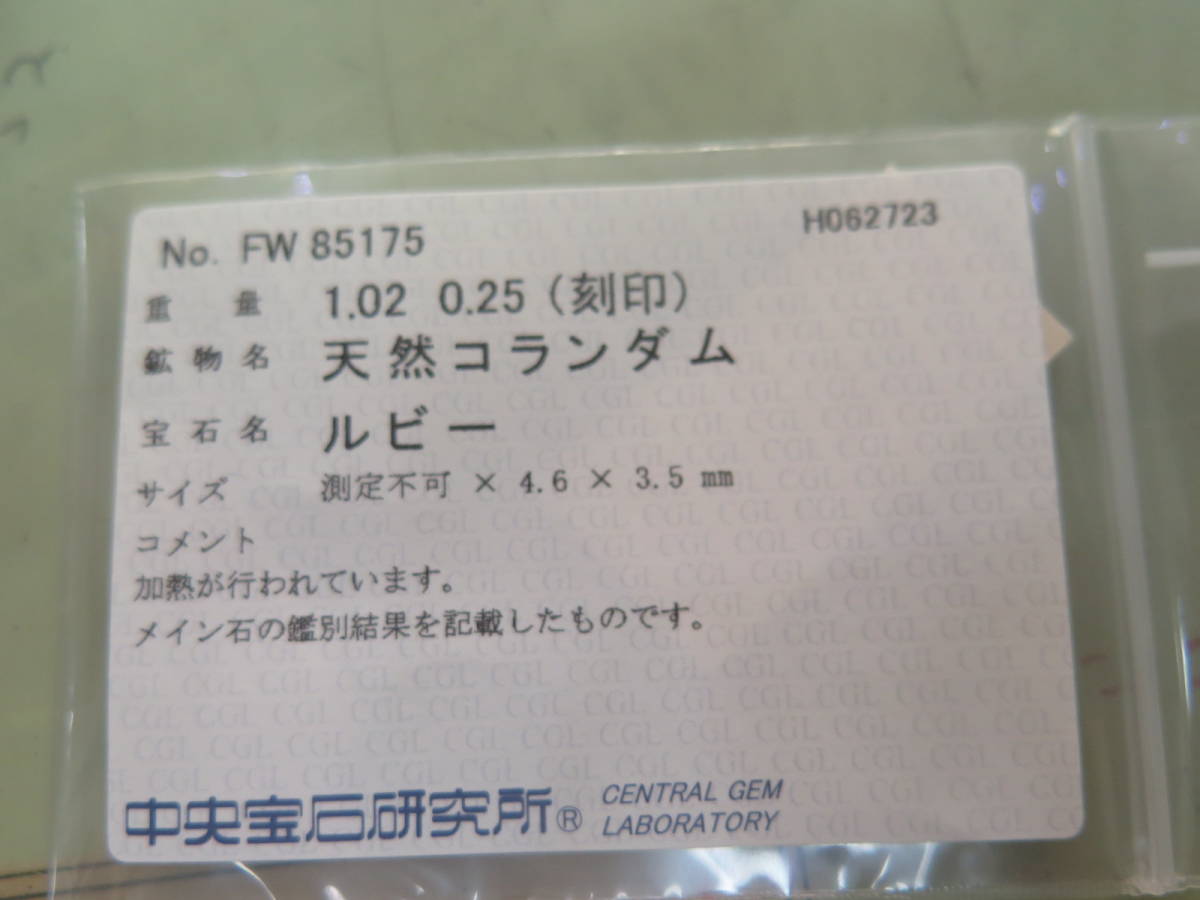 No. FW 85175
H062723
重量 1.02 0.25 (刻印)
鉱物名 天然コランダム
宝石名 ルビー
サイズ 測定不可 × 4.6 × 3.5 mm
コメント
加熱が行われています。
メイン石の鑑別結果を記載したものです。
中央宝石研究所® CENTRAL GEM
LABORATORY